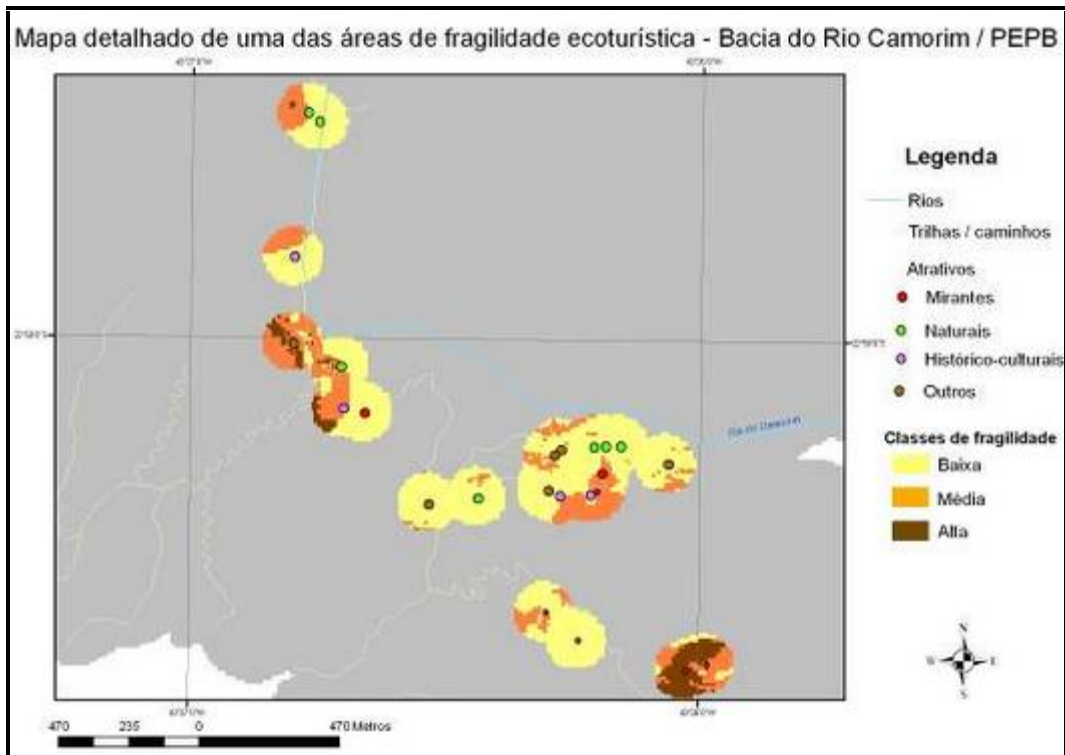 Mapa detalhado de uma das áreas de fragilidade ecoturística - Bacia do Rio Camorim / PEPB
Legenda
Rios
Trilhas / caminhos
Atrativos
Mirantes
Naturais
Histórico-culturais
Outros
Classes de fragilidade
Baixa
Média
Alta
N
W E
S
470 235 0 470 Metros